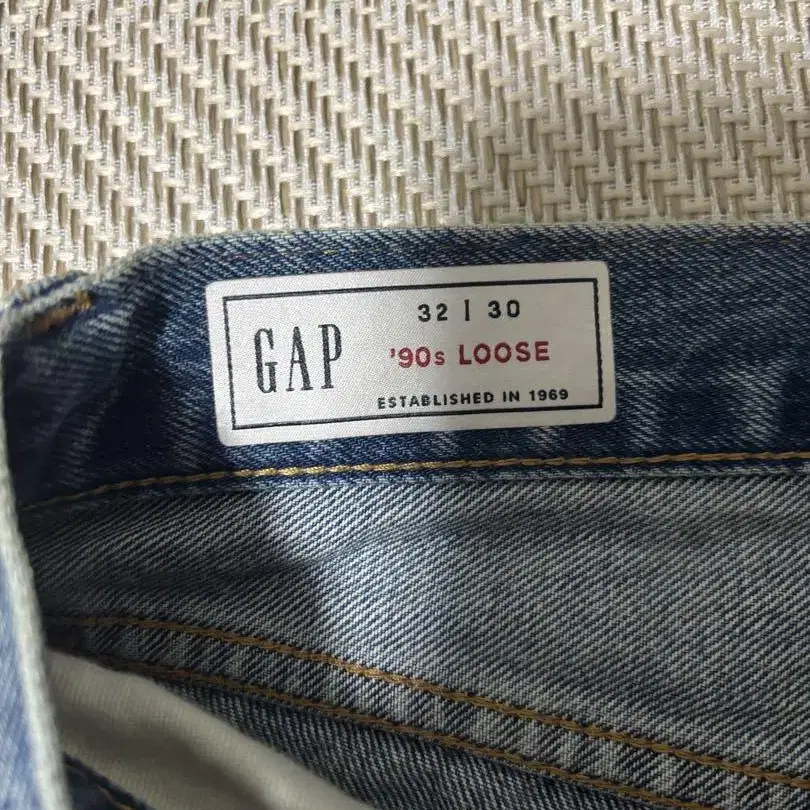 GAP
32 | 30
'90s LOOSE
ESTABLISHED IN 1969